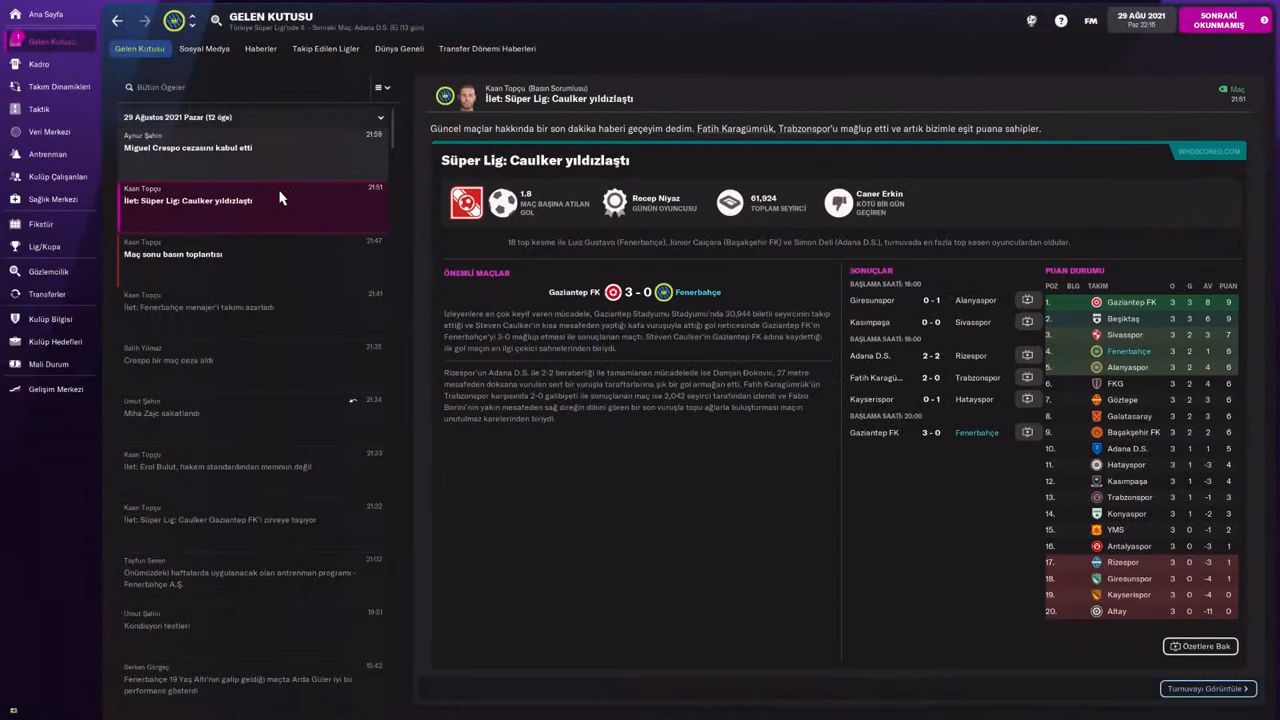 Ana Sayfa
1
Gelen Kutusu
Kadro
Takım Dinamikleri
Taktik
Veri Merkezi
Antrenman
Kulüp Çalışanları
Sağlık Merkezi
Fikstür
Lig/Kupa
Gözlemcilik
Transferler
Kulüp Bilgisi
Kulüp Hedefleri
Mali Durum
Gelişim Merkezi
GELEN KUTUSU
Türkiye Süper Ligi'nde 4. - Sonraki Maç: Adana D.S. (E) (13 gün)
FM
29 AĞU 2021
Paz 22:15
SONRAKİ OKUNMAMIŞ
Gelen Kutusu Sosyal Medya Haberler Takip Edilen Ligler Dünya Geneli Transfer Dönemi Haberleri
Bütün Ögeler
29 Ağustos 2021 Pazar (12 öge)
Aynur Şahin 21:59
Miguel Crespo cezasını kabul etti
Kaan Topçu 21:51
İlet: Süper Lig: Caulker yıldızlaştı
Kaan Topçu 21:47
Maç sonu basın toplantısı
Kaan Topçu 21:41
İlet: Fenerbahçe menajer'i takımı azarladı
Salih Yılmaz 21:35
Crespo bir maç ceza aldı
Umut Şahin 21:34
Miha Zajc sakatlandı
Kaan Topçu 21:33
İlet: Erol Bulut, hakem standardından memnun değil
Kaan Topçu 21:32
İlet: Süper Lig: Caulker Gaziantep FK'i zirveye taşıyor
Tayfun Seven 21:02
Önümüzdeki haftalarda uygulanacak olan antrenman programı -
Fenerbahçe A.Ş.
Umut Şahin 19:51
Kondisyon testleri
Serkan Görgeç 15:42
Fenerbahçe 19 Yaş Altı'nın galip geldiği maçta Arda Güler iyi bir
performans gösterdi
Kaan Topçu (Basın Sorumlusu)
İlet: Süper Lig: Caulker yıldızlaştı
Maç
21:51
Güncel maçlar hakkında bir son dakika haberi geçeyim dedim. Fatih Karagümrük, Trabzonspor'u mağlup etti ve artık bizimle eşit puana sahipler.
Süper Lig: Caulker yıldızlaştı
WHOSCORED.COM
1.8
MAÇ BAŞINA ATILAN
GOL
Recep Niyaz
GÜNÜN OYUNCUSU
61,924
TOPLAM SEYİRCİ
Caner Erkin
KÖTÜ BİR GÜN
GEÇİREN
18 top kesme ile Luiz Gustavo (Fenerbahçe), Júnior Caiçara (Başakşehir FK) ve Simon Deli (Adana D.S.), turnuvada en fazla top kesen oyunculardan oldular.
ÖNEMLİ MAÇLAR
Gaziantep FK 3 - 0 Fenerbahçe
İzleyenlere en çok keyif veren mücadele, Gaziantep Stadyumu Stadyumu'nda 30,944 biletli seyircinin takip
ettiği ve Steven Caulker'in kısa mesafeden yaptığı kafa vuruşuyla attığı gol neticesinde Gaziantep FK'in
Fenerbahçe'yi 3-0 mağlup etmesi ile sonuçlanan maçtı. Steven Caulker'in Gaziantep FK adına kaydettiği
ilk gol maçın en ilgi çekici sahnelerinden biriydi.
Rizespor'un Adana D.S. ile 2-2 beraberliği ile tamamlanan mücadelede ise Damjan Đokovic, 27 metre
mesafeden doksana vurulan sert bir vuruşla taraftarlarına şık bir gol armağan etti. Fatih Karagümrük'ün
Trabzonspor karşısında 2-0 galibiyeti ile sonuçlanan ise maç ise 2,042 seyirci tarafından izlendi ve Fabio
Borini'nin yakın mesafeden sağ direğin dibini gören bir son vuruşla topu ağlarla buluşturması maçın
unutulmaz karelerinden biriydi.
SONUÇLAR
BAŞLAMA SAATİ: 16:00
Giresunspor 0 - 1 Alanyaspor
Kasımpaşa 0 - 0 Sivasspor
BAŞLAMA SAATİ: 18:00
Adana D.S. 2 - 2 Rizespor
Fatih Karagü... 2 - 0 Trabzonspor
Kayserispor 0 - 1 Hatayspor
BAŞLAMA SAATİ: 20:00
Gaziantep FK 3 - 0 Fenerbahçe
PUAN DURUMU
POZ BLG TAKIM O G AV PUAN
1. Gaziantep FK 3 3 8 9
2. Beşiktaş 3 3 6 9
3. Sivasspor 3 2 4 7
4. Fenerbahçe 3 2 1 6
5. Alanyaspor 3 2 4 6
6. FKG 3 2 4 6
7. Göztepe 3 2 3 6
8. Galatasaray 3 2 3 6
9. Başakşehir FK 3 2 2 6
10. Adana D.S. 3 1 1 5
11. Hatayspor 3 1 -3 4
12. Kasımpaşa 3 1 -3 4
13. Trabzonspor 3 1 -1 3
14. Konyaspor 3 1 -2 3
15. YMS 3 0 -1 2
16. Antalyaspor 3 0 -3 1
17. Rizespor 3 0 -3 1
18. Giresunspor 3 0 -4 1
19. Kayserispor 3 0 -4 0
20. Altay 3 0 -11 0
Özetlere Bak
Turnuvayı Görüntüle